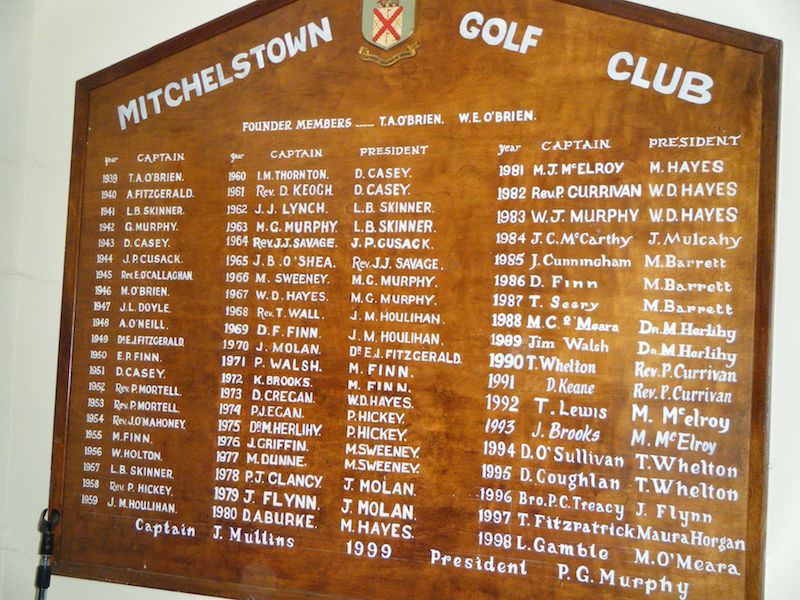 MITCHELSTOWN GOLF CLUB
FOUNDER MEMBERS ----- T.A.O'BRIEN. W.E.O'BRIEN.
Year CAPTAIN
1939 T.A.O'BRIEN.
1940 A.FITZGERALD.
1941 L.B.SKINNER.
1942 G.MURPHY.
1943 D.CASEY.
1944 J.P.CUSACK.
1945 Rev.E.O'CALLAGHAN.
1946 M.O'BRIEN.
1947 J.L.DOYLE.
1948 A.O'NEILL.
1949 Dr.E.J.FITZGERALD.
1950 E.P.FINN.
1951 D.CASEY.
1952 Rev.P.MORTELL.
1953 Rev.P.MORTELL.
1954 Rev.J.O'MAHONEY.
1955 M.FINN.
1956 W.HOLTON.
1957 L.B.SKINNER
1958 Rev.P.HICKEY.
1959 J.M.HOULIHAN.
Year CAPTAIN PRESIDENT
1960 I.M.THORNTON. D.CASEY.
1961 Rev.D.KEOGH. D.CASEY.
1962 J.J.LYNCH. L.B.SKINNER.
1963 M.G.MURPHY. L.B.SKINNER.
1964 Rev.J.J.SAVAGE. J.P.CUSACK.
1965 J.B.O'SHEA. Rev.J.J.SAVAGE.
1966 M.SWEENEY. M.G.MURPHY.
1967 W.D.HAYES. M.G.MURPHY.
1968 Rev.T.WALL. J.M.HOULIHAN.
1969 D.F.FINN. J.M.HOULIHAN.
1970 J.MOLAN. Dr.E.J.FITZGERALD.
1971 P.WALSH. M.FINN.
1972 K.BROOKS. M.FINN.
1973 D.CREGAN. W.D.HAYES.
1974 P.J.EGAN. P.HICKEY.
1975 Dr.M.HERLIHY. P.HICKEY.
1976 J.GRIFFIN. M.SWEENEY.
1977 M.DUNNE. M.SWEENEY.
1978 P.J.CLANCY. J.MOLAN.
1979 J.FLYNN. J.MOLAN.
1980 D.A.BURKE. M.HAYES.
Year CAPTAIN PRESIDENT
1981 M.J.McELROY M.HAYES
1982 Rev.P.CURRIVAN W.D.HAYES
1983 W.J.MURPHY W.D.HAYES
1984 J.C.McCarthy J.Mulcahy
1985 J.Cunningham M.Barrett
1986 D.Finn M.Barrett
1987 T.Seery M.Barrett
1988 M.C.O'Meara Dr.M.Herlihy
1989 Jim Walsh Dr.M.Herlihy
1990 T.Whelton Rev.P.Currivan
1991 D.Keane Rev.P.Currivan
1992 T.Lewis M.McElroy
1993 J.Brooks M.McElroy
1994 D.O'Sullivan T.Whelton
1995 D.Coughlan T.Whelton
1996 Bro.P.C.Treacy J.Flynn
1997 T.Fitzpatrick Maura Horgan
1998 L.Gamble M.O'Meara
Captain J.Mullins 1999 President P.G.Murphy